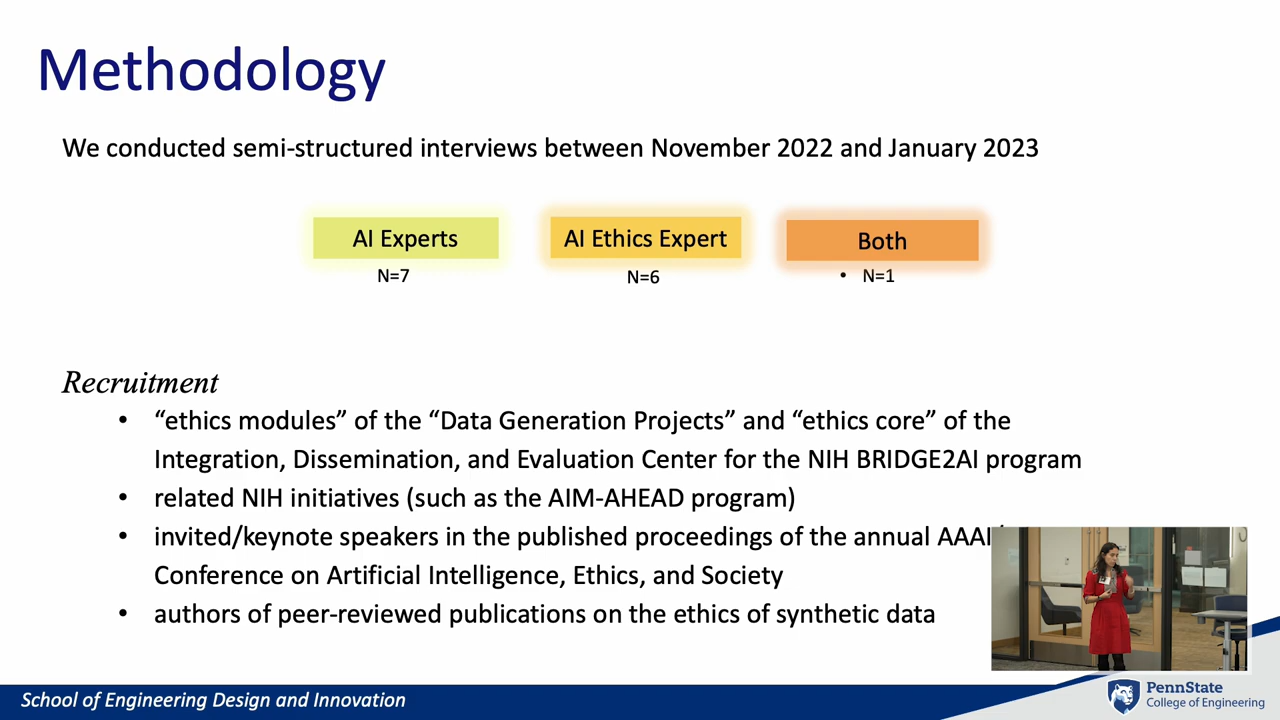 Methodology
We conducted semi-structured interviews between November 2022 and January 2023
AI Experts
AI Ethics Expert
Both
N=7
N=6
• N=1
Recruitment
• “ethics modules” of the “Data Generation Projects” and “ethics core” of the
Integration, Dissemination, and Evaluation Center for the NIH BRIDGE2AI program
• related NIH initiatives (such as the AIM-AHEAD program)
• invited/keynote speakers in the published proceedings of the annual AAAI/
Conference on Artificial Intelligence, Ethics, and Society
• authors of peer-reviewed publications on the ethics of synthetic data
School of Engineering Design and Innovation
PennState
College of Engineering